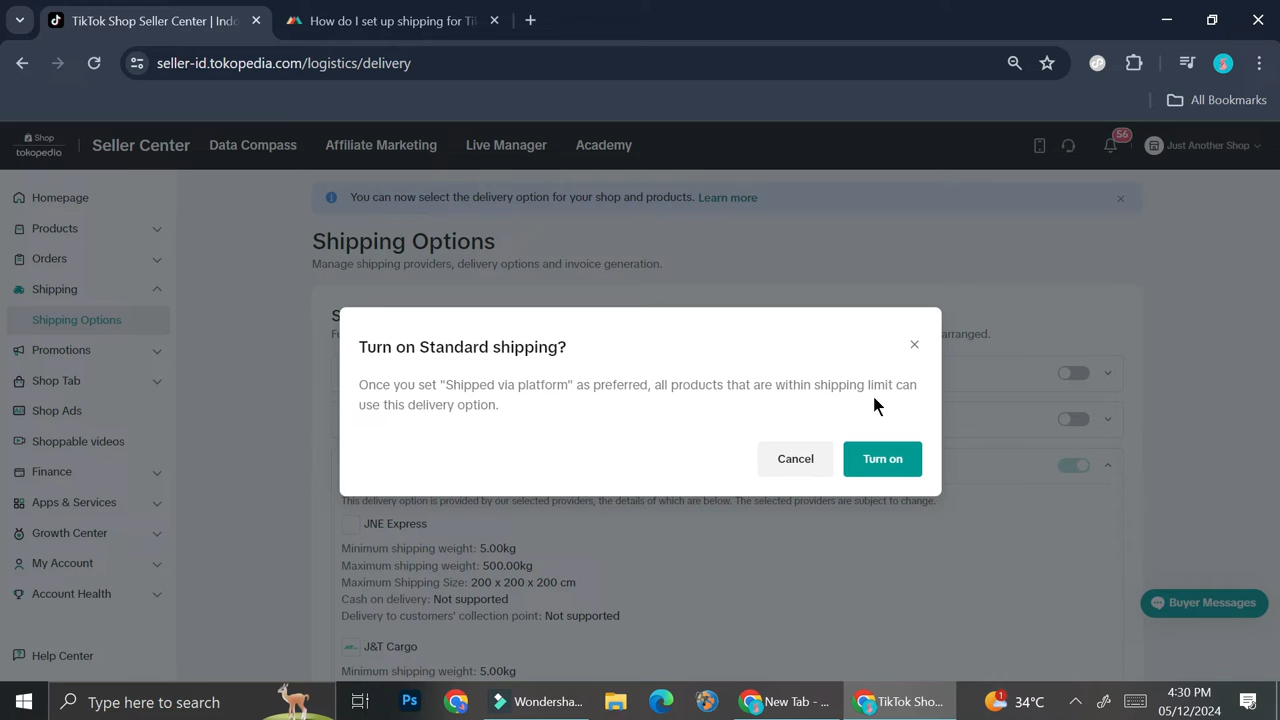 TikTok Shop Seller Center | Indo
How do I set up shipping for Tik
seller-id.tokopedia.com/logistics/delivery
All Bookmarks
Shop
tokopedia
Seller Center
Data Compass
Affiliate Marketing
Live Manager
Academy
56
Just Another Shop
Homepage
Products
Orders
Shipping
Shipping Options
Promotions
Shop Tab
Shop Ads
Shoppable videos
Finance
Apps & Services
Growth Center
My Account
Account Health
Help Center
You can now select the delivery option for your shop and products. Learn more
Shipping Options
Manage shipping providers, delivery options and invoice generation.
arranged.
Turn on Standard shipping?
Once you set "Shipped via platform" as preferred, all products that are within shipping limit can
use this delivery option.
Cancel
Turn on
This delivery option is provided by our selected providers, the details of which are below. The selected providers are subject to change.
JNE Express
Minimum shipping weight: 5.00kg
Maximum shipping weight: 500.00kg
Maximum Shipping Size: 200 x 200 x 200 cm
Cash on delivery: Not supported
Delivery to customers' collection point: Not supported
J&T Cargo
Minimum shipping weight: 5.00kg
Buyer Messages
Type here to search
Ps
Wondersha...
New Tab - ...
TikTok Sho...
1
34°C
4:30 PM
05/12/2024